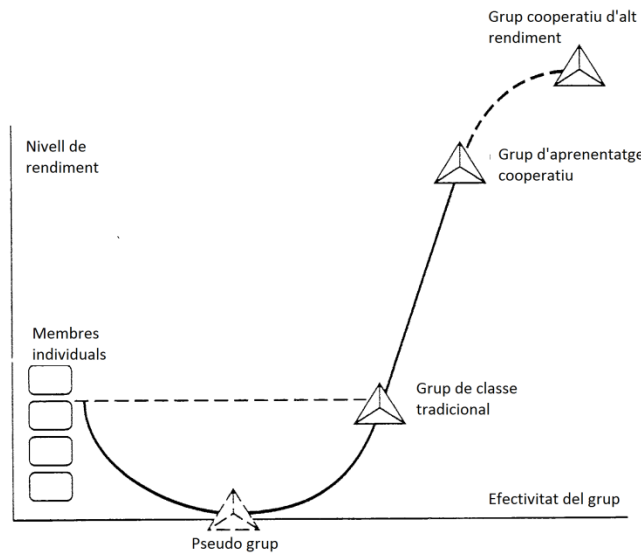 Grup cooperatiu d'alt
rendiment
Nivell de
rendiment
Grup d'aprenentatge
cooperatiu
Membres
individuals
Grup de classe
tradicional
Efectivitat del grup
Pseudo grup